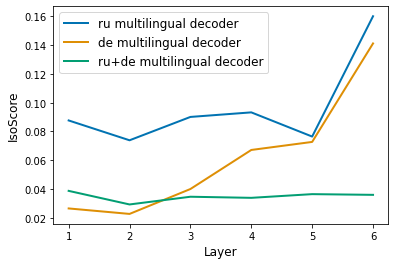 0.16
0.14
0.12
0.10
0.08
0.06
0.04
0.02
IsoScore
ru multilingual decoder
de multilingual decoder
ru+de multilingual decoder
1 2 3 4 5 6
Layer